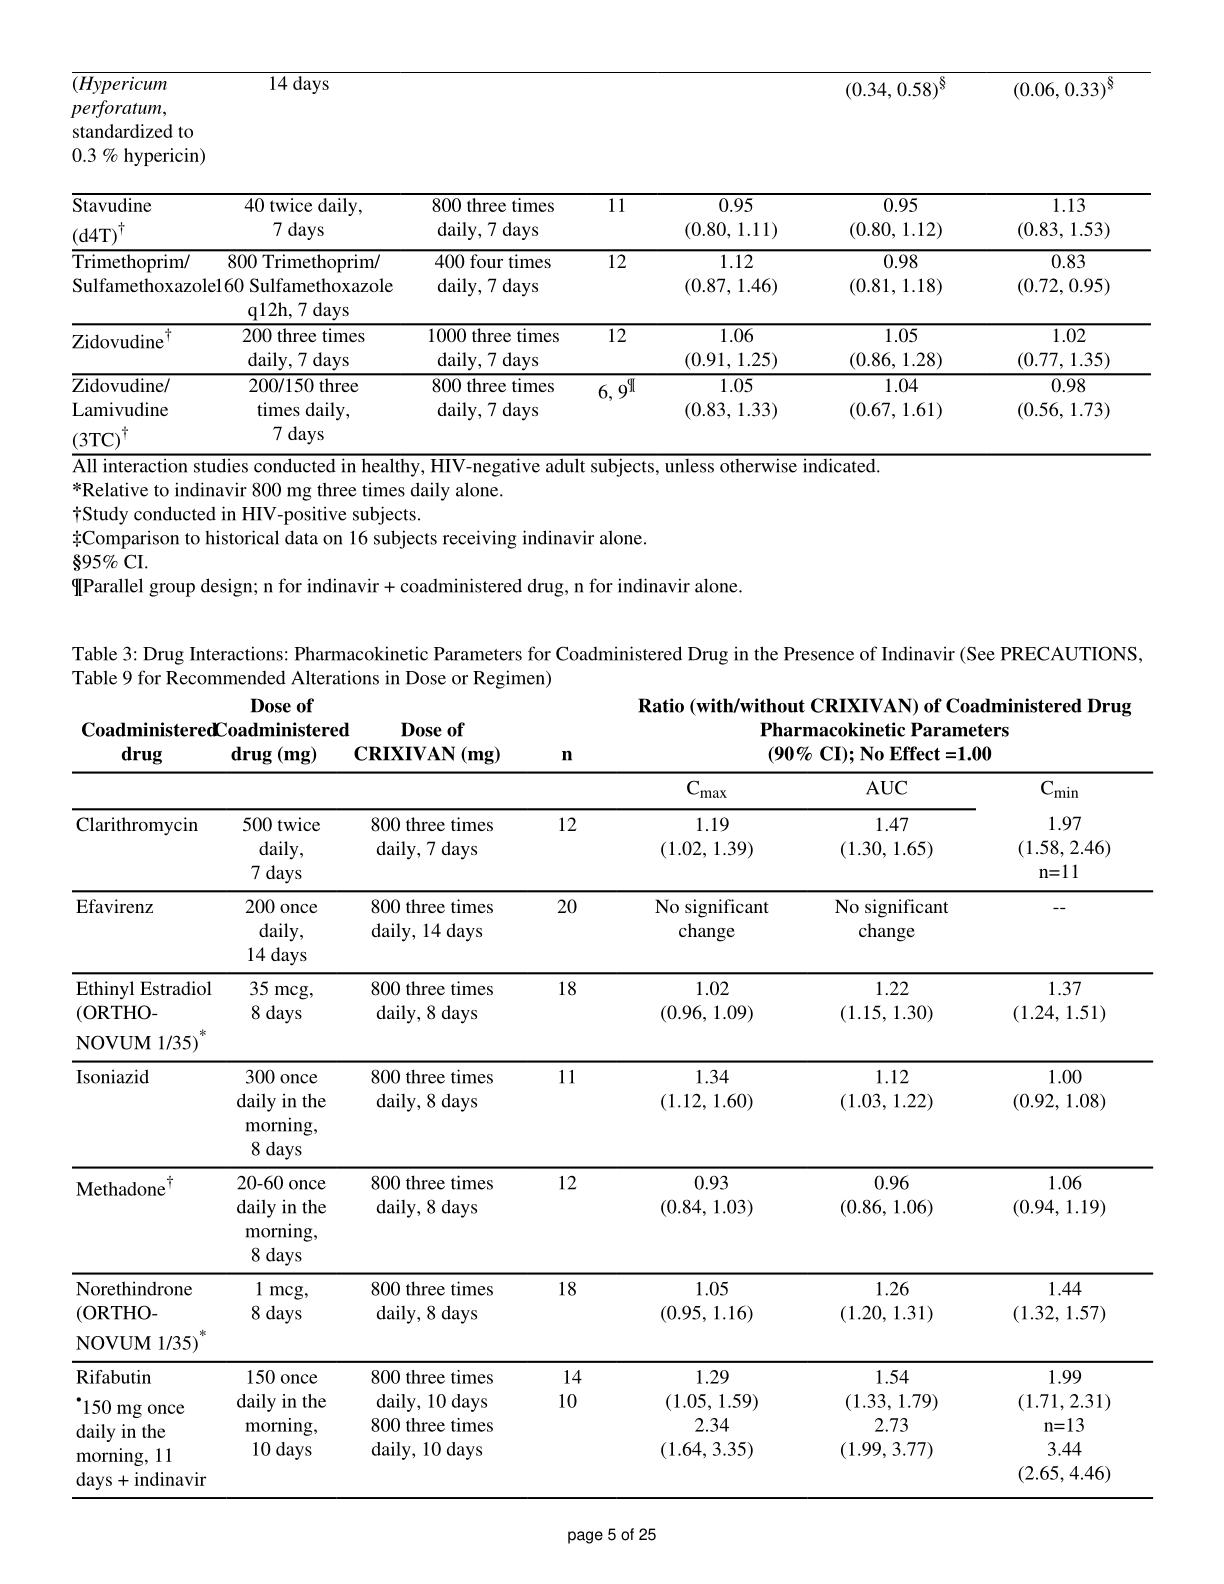 (Hypericum perforatum, standardized to 0.3 % hypericin) 14 days (0.34, 0.58)§ (0.06, 0.33)§
Stavudine (d4T)† 40 twice daily, 7 days 800 three times daily, 7 days 11 0.95 (0.80, 1.11) 0.95 (0.80, 1.12) 1.13 (0.83, 1.53)
Trimethoprim/ Sulfamethoxazole 800 Trimethoprim/ 160 Sulfamethoxazole q12h, 7 days 400 four times daily, 7 days 12 1.12 (0.87, 1.46) 0.98 (0.81, 1.18) 0.83 (0.72, 0.95)
Zidovudine† 200 three times daily, 7 days 1000 three times daily, 7 days 12 1.06 (0.91, 1.25) 1.05 (0.86, 1.28) 1.02 (0.77, 1.35)
Zidovudine/ Lamivudine (3TC)† 200/150 three times daily, 7 days 800 three times daily, 7 days 6, 9¶ 1.05 (0.83, 1.33) 1.04 (0.67, 1.61) 0.98 (0.56, 1.73)
All interaction studies conducted in healthy, HIV-negative adult subjects, unless otherwise indicated.
*Relative to indinavir 800 mg three times daily alone.
†Study conducted in HIV-positive subjects.
‡Comparison to historical data on 16 subjects receiving indinavir alone.
§95% CI.
¶Parallel group design; n for indinavir + coadministered drug, n for indinavir alone.
Table 3: Drug Interactions: Pharmacokinetic Parameters for Coadministered Drug in the Presence of Indinavir (See PRECAUTIONS,
Table 9 for Recommended Alterations in Dose or Regimen)
Coadministered drug Dose of Coadministered drug (mg) Dose of CRIXIVAN (mg) n Ratio (with/without CRIXIVAN) of Coadministered Drug Pharmacokinetic Parameters (90% CI); No Effect =1.00
Cmax AUC Cmin
Clarithromycin 500 twice daily, 7 days 800 three times daily, 7 days 12 1.19 (1.02, 1.39) 1.47 (1.30, 1.65) 1.97 (1.58, 2.46) n=11
Efavirenz 200 once daily, 14 days 800 three times daily, 14 days 20 No significant change No significant change --
Ethinyl Estradiol (ORTHO-NOVUM 1/35)* 35 mcg, 8 days 800 three times daily, 8 days 18 1.02 (0.96, 1.09) 1.22 (1.15, 1.30) 1.37 (1.24, 1.51)
Isoniazid 300 once daily in the morning, 8 days 800 three times daily, 8 days 11 1.34 (1.12, 1.60) 1.12 (1.03, 1.22) 1.00 (0.92, 1.08)
Methadone† 20-60 once daily in the morning, 8 days 800 three times daily, 8 days 12 0.93 (0.84, 1.03) 0.96 (0.86, 1.06) 1.06 (0.94, 1.19)
Norethindrone (ORTHO-NOVUM 1/35)* 1 mcg, 8 days 800 three times daily, 8 days 18 1.05 (0.95, 1.16) 1.26 (1.20, 1.31) 1.44 (1.32, 1.57)
Rifabutin 150 once daily in the morning, 10 days 800 three times daily, 10 days 14 1.29 (1.05, 1.59) 1.54 (1.33, 1.79) 1.99 (1.71, 2.31) n=13
•150 mg once daily in the morning, 11 days + indinavir 800 three times daily, 10 days 10 2.34 (1.64, 3.35) 2.73 (1.99, 3.77) 3.44 (2.65, 4.46)
page 5 of 25